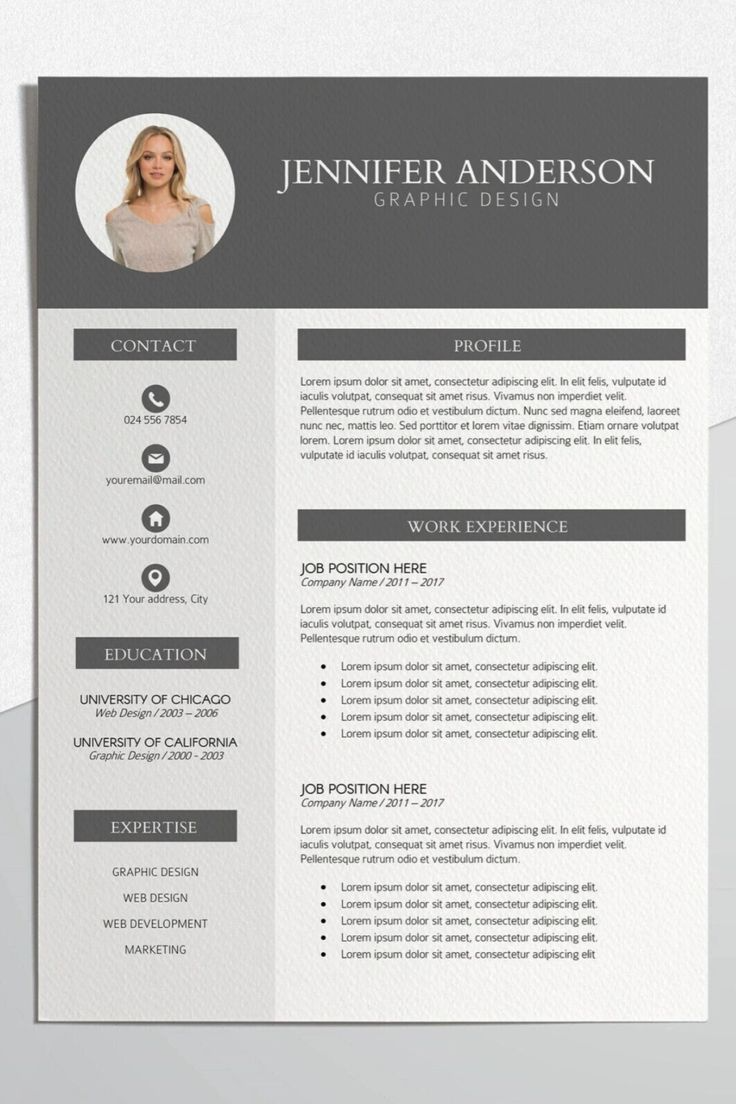 JENNIFER ANDERSON
GRAPHIC DESIGN
CONTACT
024 556 7854
youremail@mail.com
www.yourdomain.com
121 Your address, City
EDUCATION
UNIVERSITY OF CHICAGO
Web Design / 2003 – 2006
UNIVERSITY OF CALIFORNIA
Graphic Design / 2000 - 2003
EXPERTISE
GRAPHIC DESIGN
WEB DESIGN
WEB DEVELOPMENT
MARKETING
PROFILE
Lorem ipsum dolor sit amet, consectetur adipiscing elit. In elit felis, vulputate id
iaculis volutpat, consequat sit amet risus. Vivamus non imperdiet velit.
Pellentesque rutrum odio et vestibulum dictum. Nunc sed magna eleifend, laoreet
nunc nec, mattis leo. Sed porttitor et lorem vitae dignissim. Etiam ornare volutpat
lorem. Lorem ipsum dolor sit amet, consectetur adipiscing elit. In elit felis,
vulputate id iaculis volutpat, consequat sit amet risus.
WORK EXPERIENCE
JOB POSITION HERE
Company Name / 2011 – 2017
Lorem ipsum dolor sit amet, consectetur adipiscing elit. In elit felis, vulputate id
iaculis volutpat, consequat sit amet risus. Vivamus non imperdiet velit.
Pellentesque rutrum odio et vestibulum dictum.
• Lorem ipsum dolor sit amet, consectetur adipiscing elit.
• Lorem ipsum dolor sit amet, consectetur adipiscing elit.
• Lorem ipsum dolor sit amet, consectetur adipiscing elit.
• Lorem ipsum dolor sit amet, consectetur adipiscing elit.
• Lorem ipsum dolor sit amet, consectetur adipiscing elit.
JOB POSITION HERE
Company Name / 2011 – 2017
Lorem ipsum dolor sit amet, consectetur adipiscing elit. In elit felis, vulputate id
iaculis volutpat, consequat sit amet risus. Vivamus non imperdiet velit.
Pellentesque rutrum odio et vestibulum dictum.
• Lorem ipsum dolor sit amet, consectetur adipiscing elit.
• Lorem ipsum dolor sit amet, consectetur adipiscing elit.
• Lorem ipsum dolor sit amet, consectetur adipiscing elit.
• Lorem ipsum dolor sit amet, consectetur adipiscing elit.
• Lorem ipsum dolor sit amet, consectetur adipiscing elit